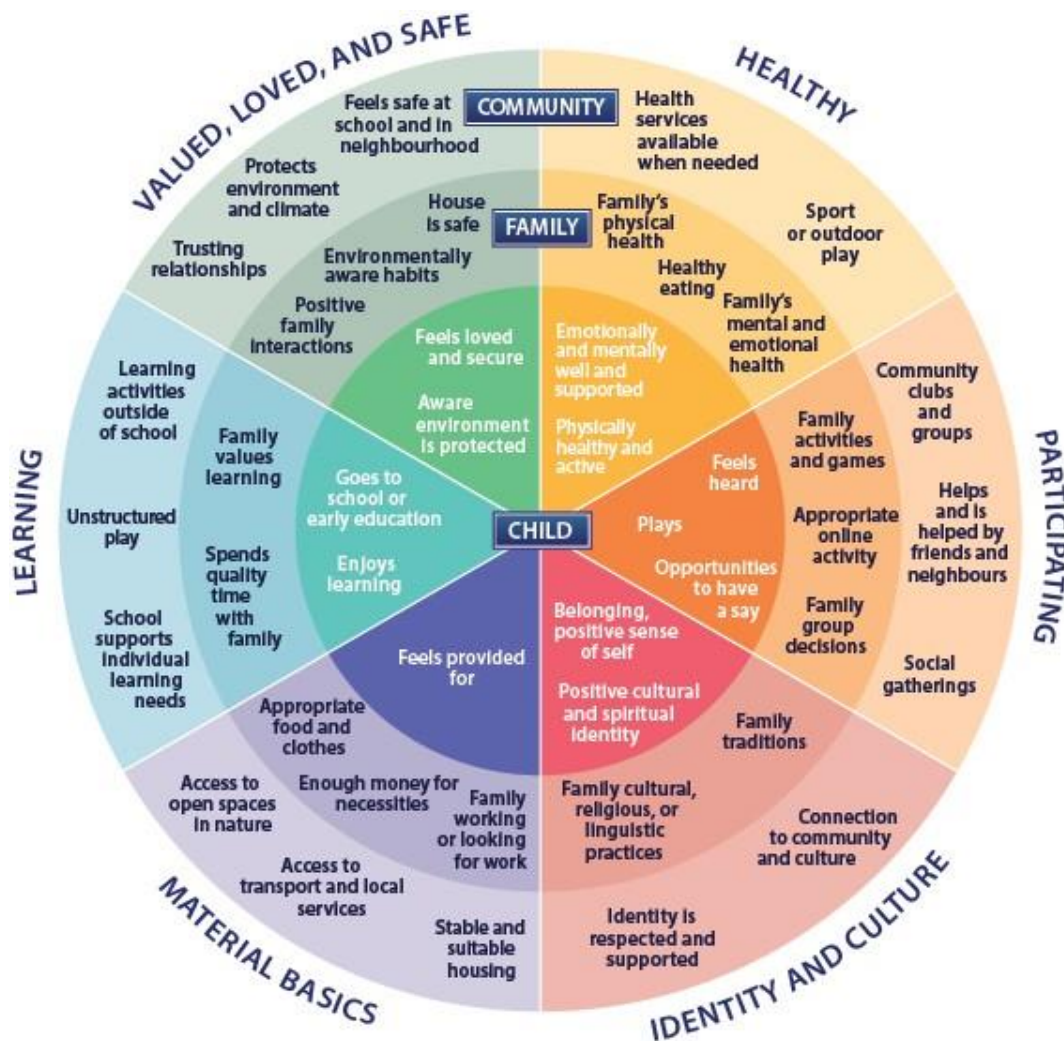 VALUED, LOVED, AND SAFE
HEALTHY
PARTICIPATING
IDENTITY AND CULTURE
MATERIAL BASICS
LEARNING
COMMUNITY
FAMILY
CHILD
Feels safe at
school and in
neighbourhood
Protects
environment
and climate
Trusting
relationships
House
is safe
Environmentally
aware habits
Positive
family
interactions
Feels loved
and secure
Aware
environment
is protected
Health
services
available
when needed
Sport
or outdoor
play
Family's
physical
health
Healthy
eating
Family's
mental and
emotional
health
Emotionally
and mentally
well and
supported
Physically
healthy and
active
Community
clubs
and
groups
Helps
and is
helped by
friends and
neighbours
Social
gatherings
Family
activities
and games
Appropriate
online
activity
Family
group
decisions
Feels
heard
Plays
Opportunities
to have
a say
Belonging,
positive sense
of self
Positive cultural
and spiritual
identity
Family
traditions
Family cultural,
religious, or
linguistic
practices
Connection
to community
and culture
Identity is
respected and
supported
Feels provided
for
Appropriate
food and
clothes
Enough money for
necessities
Family
working
or looking
for work
Access to
open spaces
in nature
Access to
transport and local
services
Stable and
suitable
housing
Goes to
school or
early education
Enjoys
learning
Family
values
learning
Spends
quality
time
with
family
Learning
activities
outside
of school
Unstructured
play
School
supports
individual
learning
needs